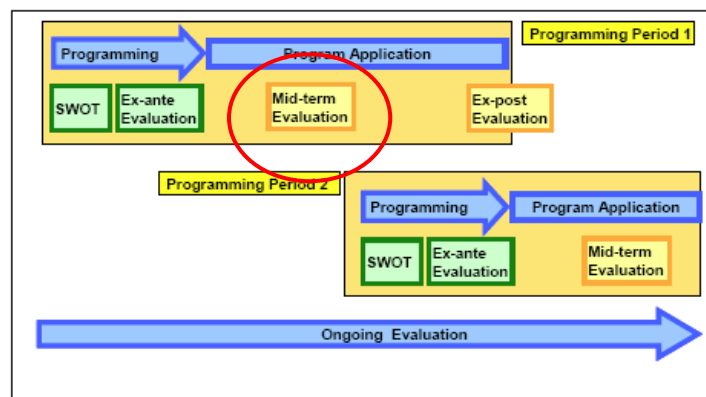 Programming Period 1
Programming
Program Application
SWOT
Ex-ante
Evaluation
Mid-term
Evaluation
Ex-post
Evaluation
Programming Period 2
Programming
Program Application
SWOT
Ex-ante
Evaluation
Mid-term
Evaluation
Ongoing Evaluation